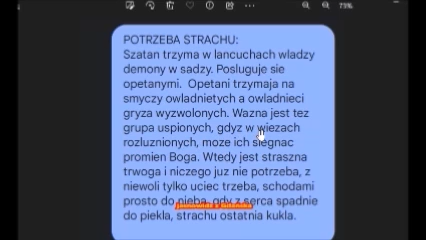 75%
POTRZEBA STRACHU:
Szatan trzyma w lancuchach wladzy
demony w sadzy. Posluguje sie
opetanymi. Opetani trzymaja na
smyczy owladnietych a owladnieci
gryza wyzwolonych. Wazna jest tez
grupa uspionych, gdyz w wiezach
rozluznionych, moze ich siegnac
promien Boga. Wtedy jest straszna
trwoga i niczego juz nie potrzeba, z
niewoli tylko uciec trzeba, schodami
prosto do nieba, gdy z serca spadnie
do piekla, strachu ostatnia kukla.